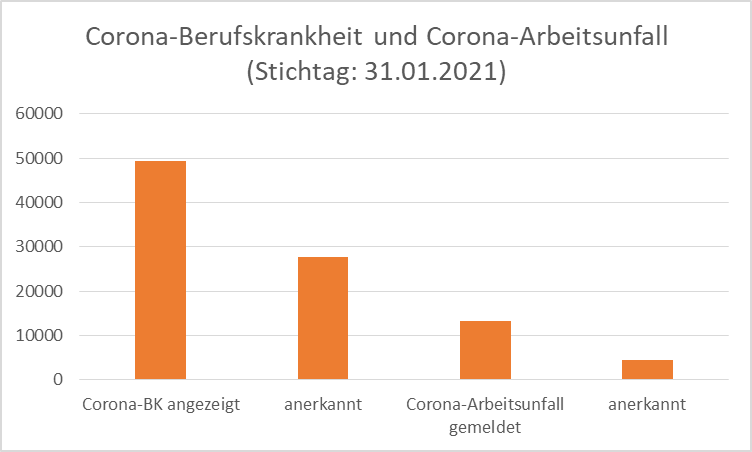 Corona-Berufskrankheit und Corona-Arbeitsunfall
(Stichtag: 31.01.2021)
60000
50000
40000
30000
20000
10000
0
Corona-BK angezeigt
anerkannt
Corona-Arbeitsunfall
gemeldet
anerkannt